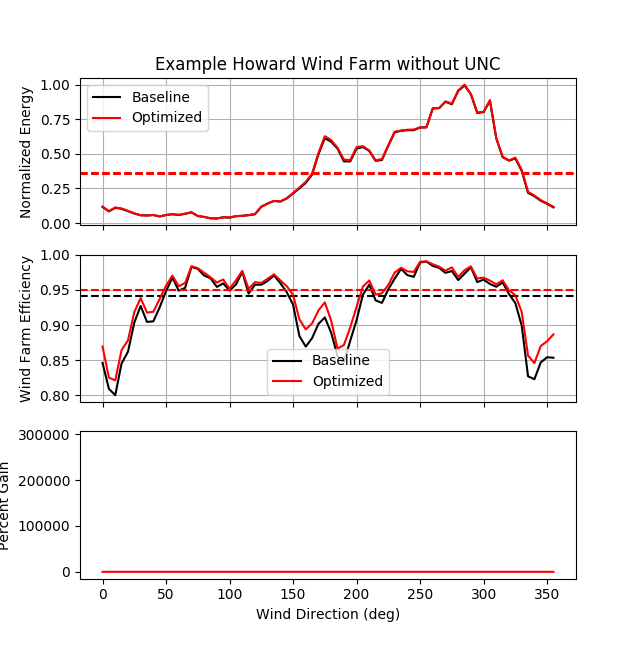 Example Howard Wind Farm without UNC
Normalized Energy
1.00
0.75
0.50
0.25
0.00
Baseline
Optimized
Wind Farm Efficiency
1.00
0.95
0.90
0.85
0.80
Baseline
Optimized
Percent Gain
300000
200000
100000
0
0 50 100 150 200 250 300 350
Wind Direction (deg)